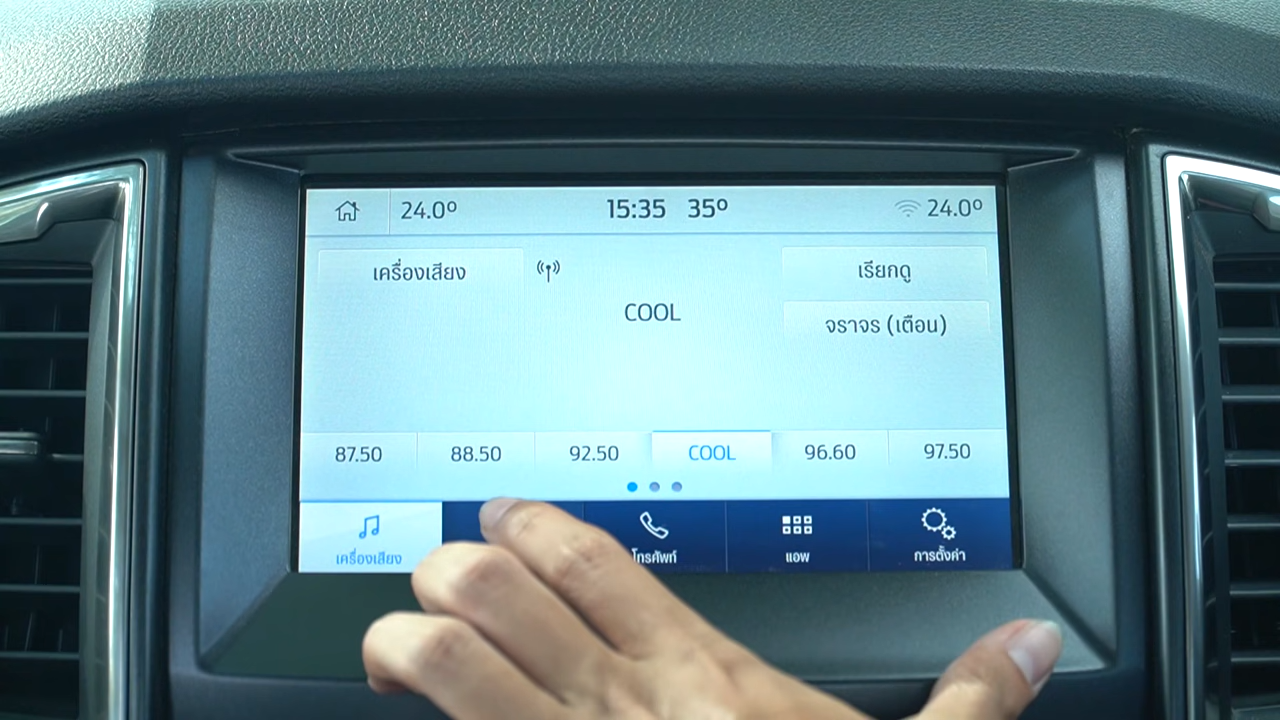 24.0° 15:35 35° 24.0°
เครื่องเสียง
เรียกดู
COOL
จราจร (เตือน)
87.50 88.50 92.50 COOL 96.60 97.50
เครื่องเสียง โทรศัพท์ แอพ การตั้งค่า